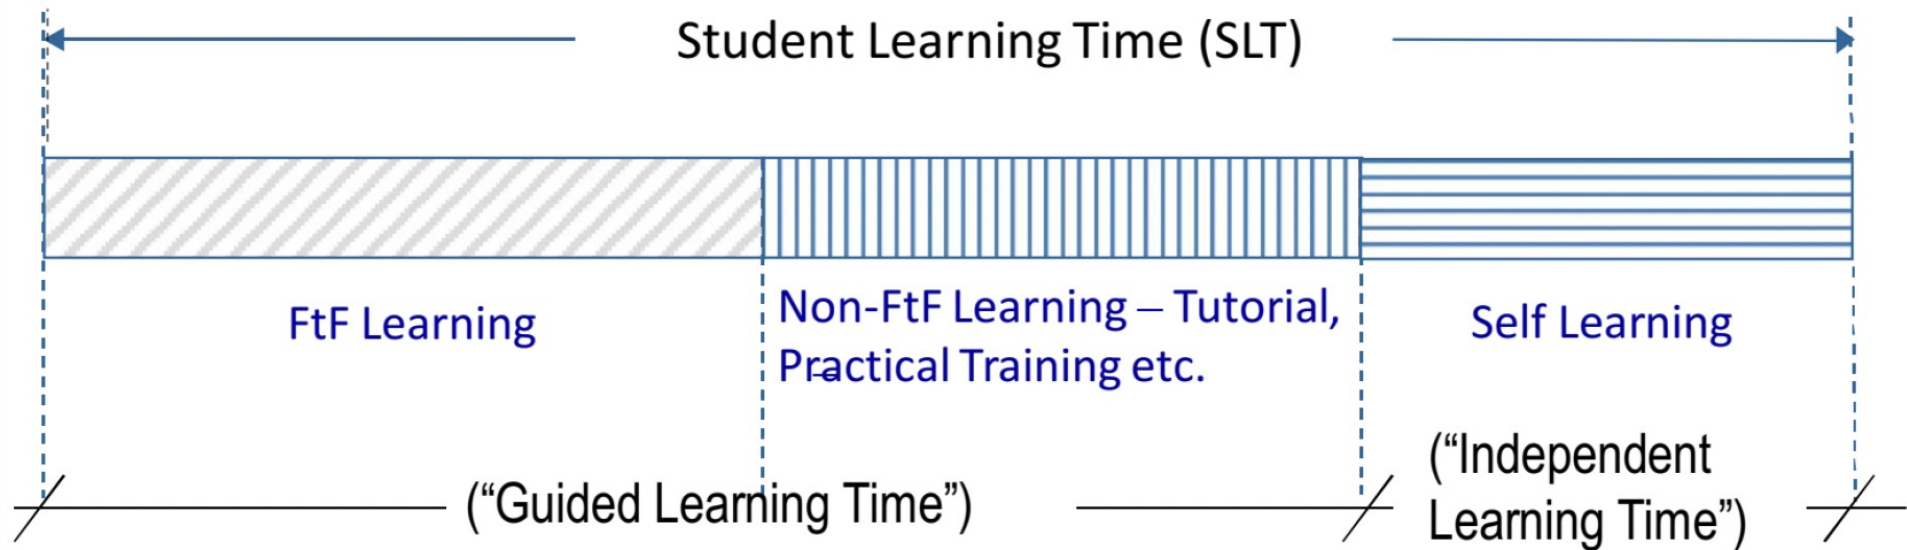 Student Learning Time (SLT)
FtF Learning
Non-FtF Learning – Tutorial,
Practical Training etc.
Self Learning
(“Guided Learning Time”)
(“Independent
Learning Time”)